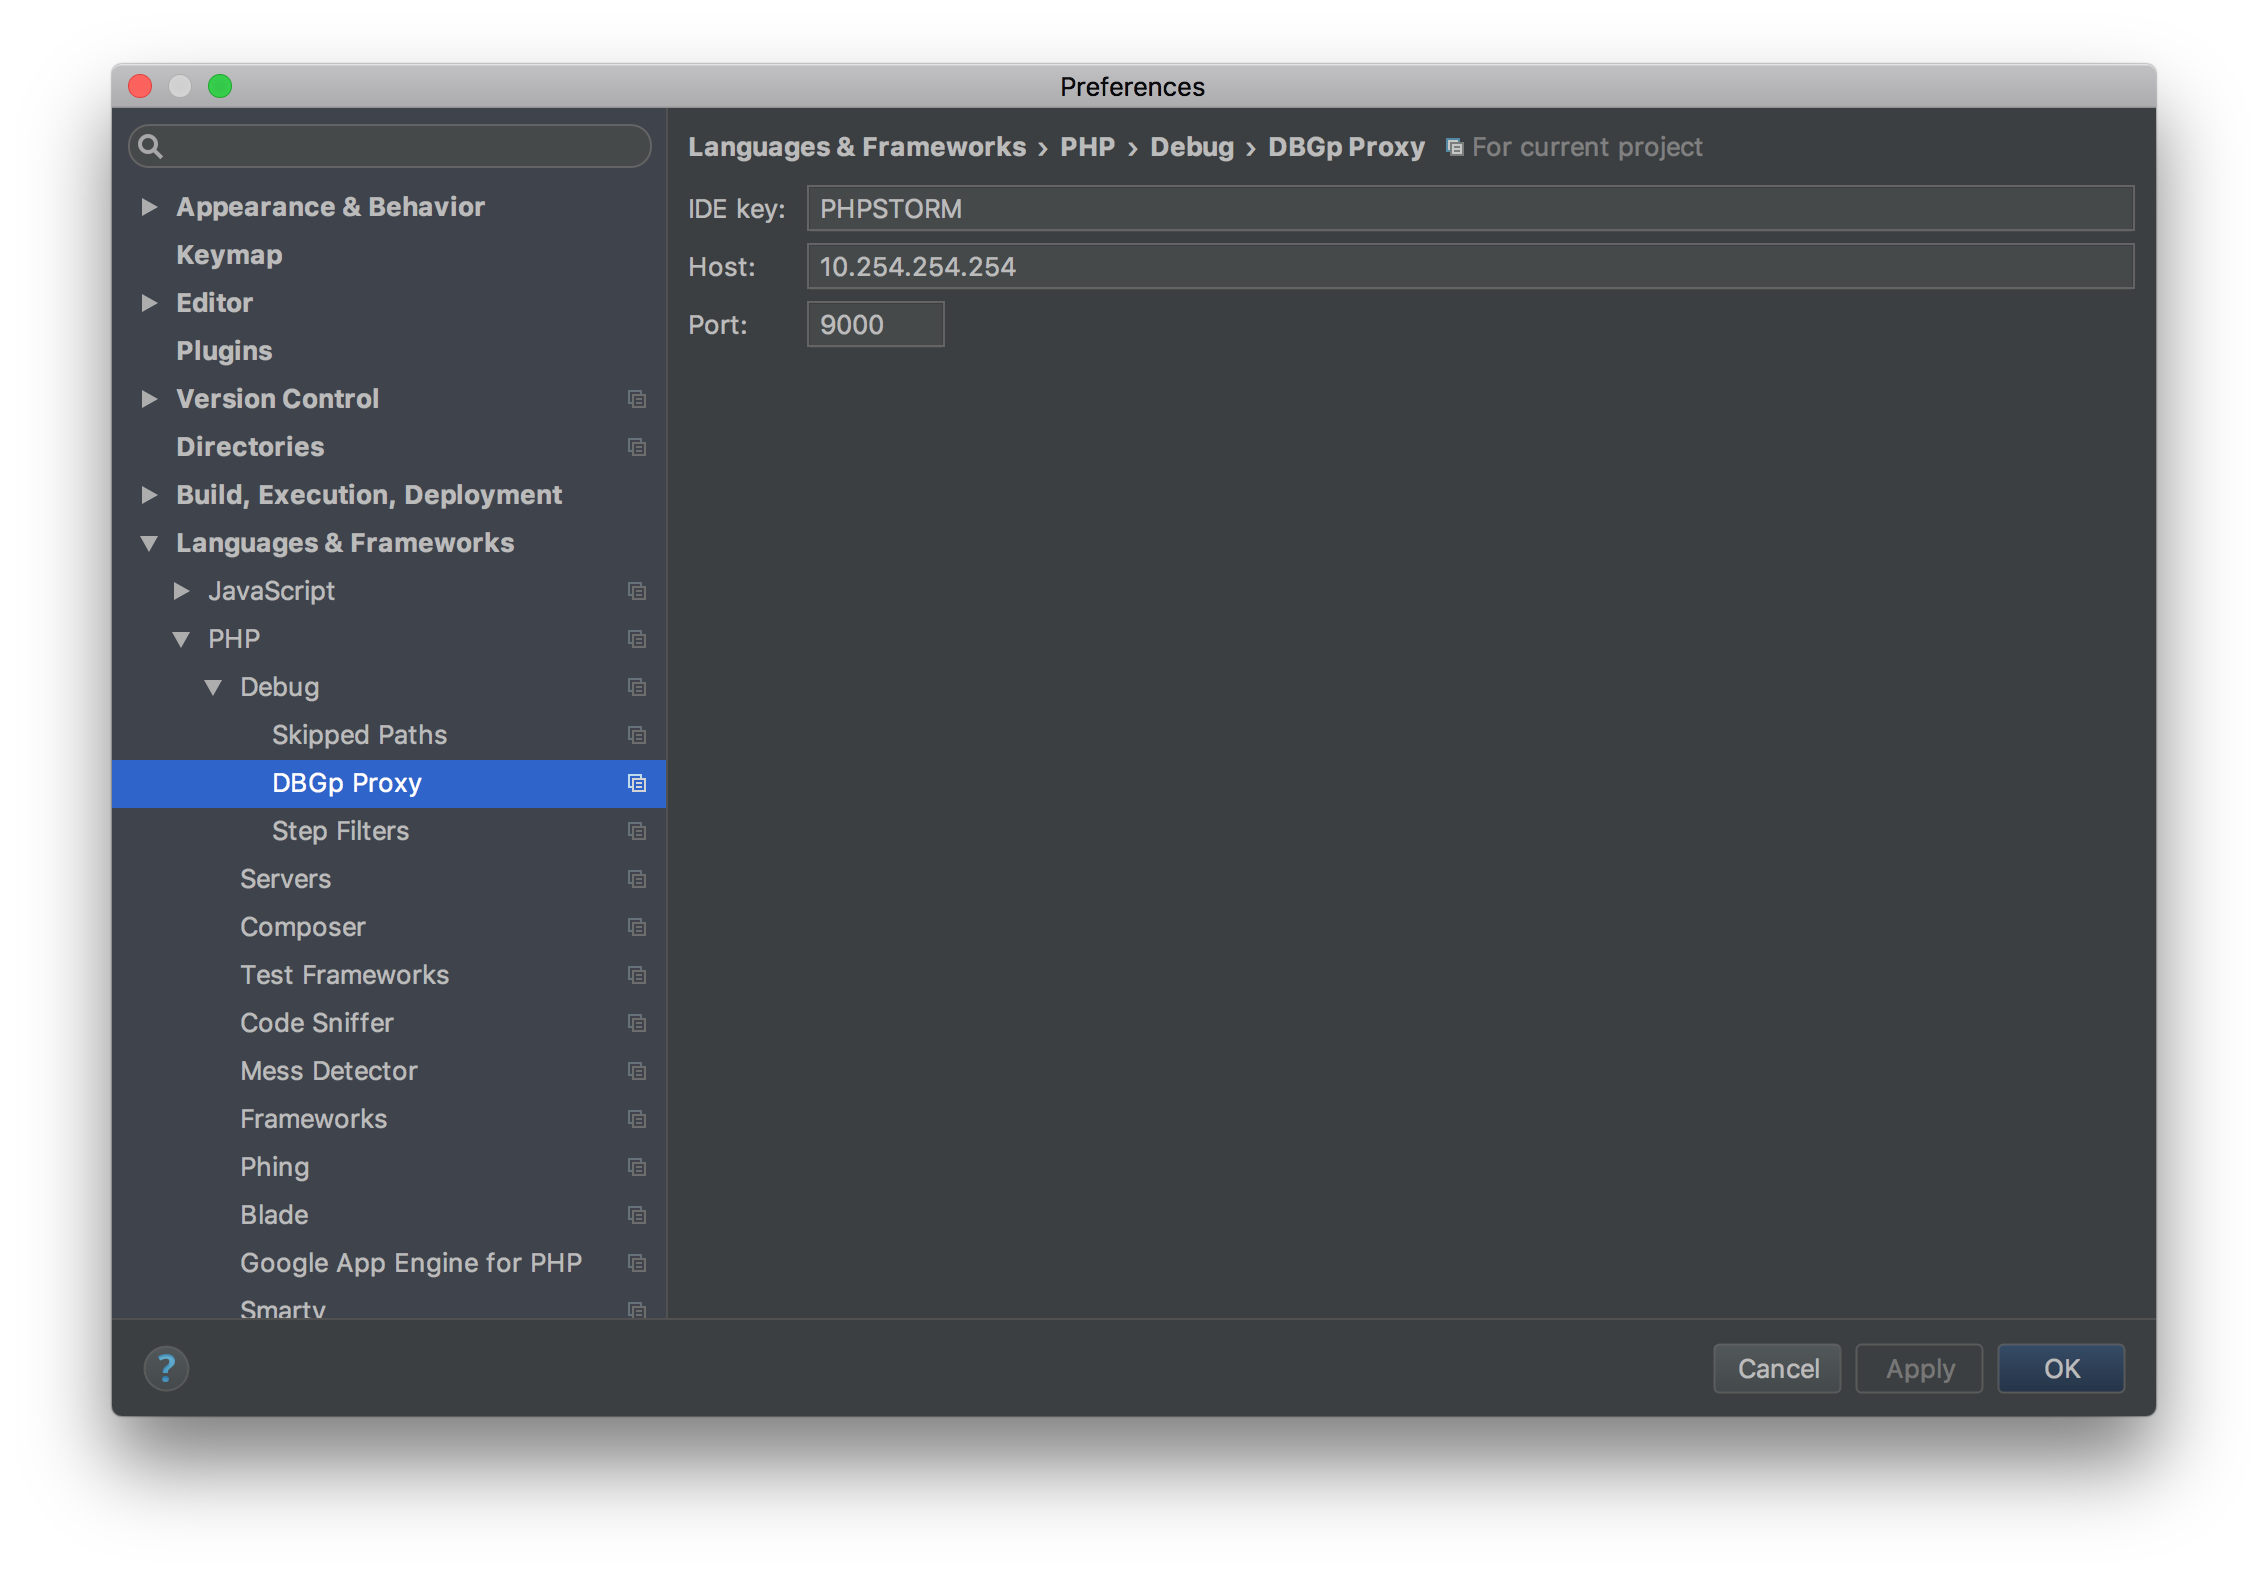 Preferences
Appearance & Behavior
Keymap
Editor
Plugins
Version Control
Directories
Build, Execution, Deployment
Languages & Frameworks
JavaScript
PHP
Debug
Skipped Paths
DBGp Proxy
Step Filters
Servers
Composer
Test Frameworks
Code Sniffer
Mess Detector
Frameworks
Phing
Blade
Google App Engine for PHP
Smarty
Languages & Frameworks › PHP › Debug › DBGp Proxy For current project
IDE key: PHPSTORM
Host: 10.254.254.254
Port: 9000
? Cancel Apply OK